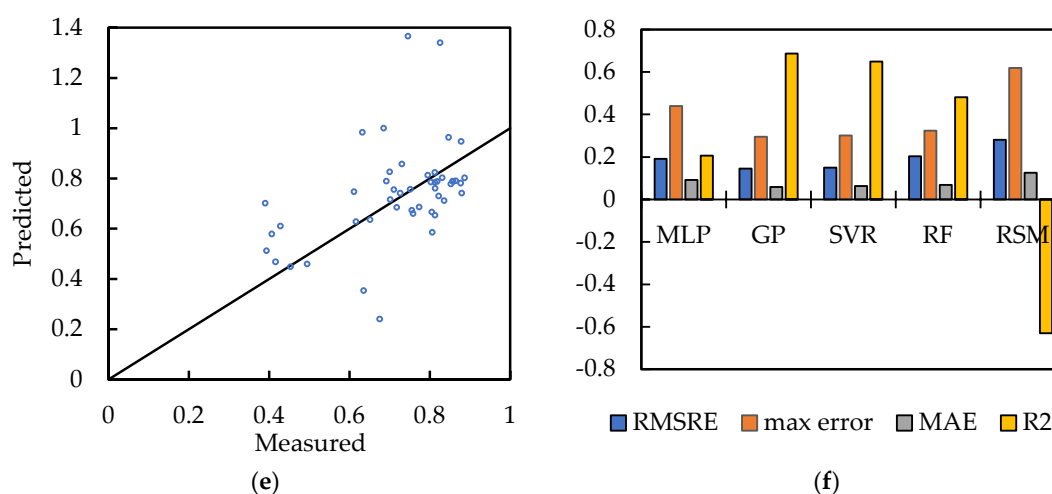 1.4
1.2
1
0.8
0.6
0.4
0.2
0
0 0.2 0.4 0.6 0.8 1
Predicted
Measured
(e)
0.8
0.6
0.4
0.2
0
-0.2
-0.4
-0.6
-0.8
MLP GP SVR RF RSM
RMSRE max error MAE R2
(f)